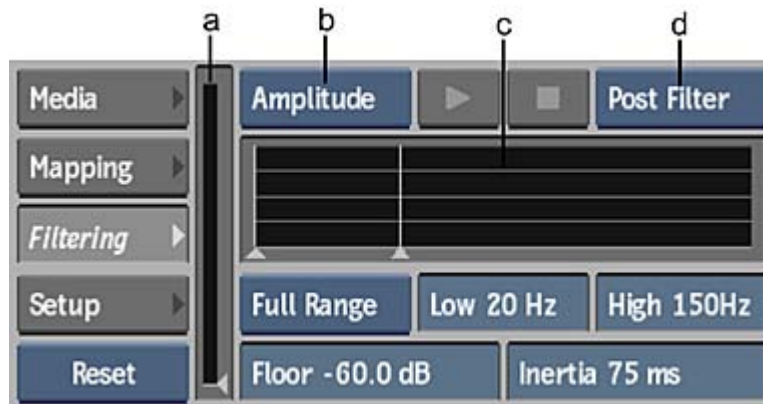 a b c d
Media Amplitude Post Filter
Mapping
Filtering
Setup Full Range Low 20 Hz High 150Hz
Reset Floor -60.0 dB Inertia 75 ms